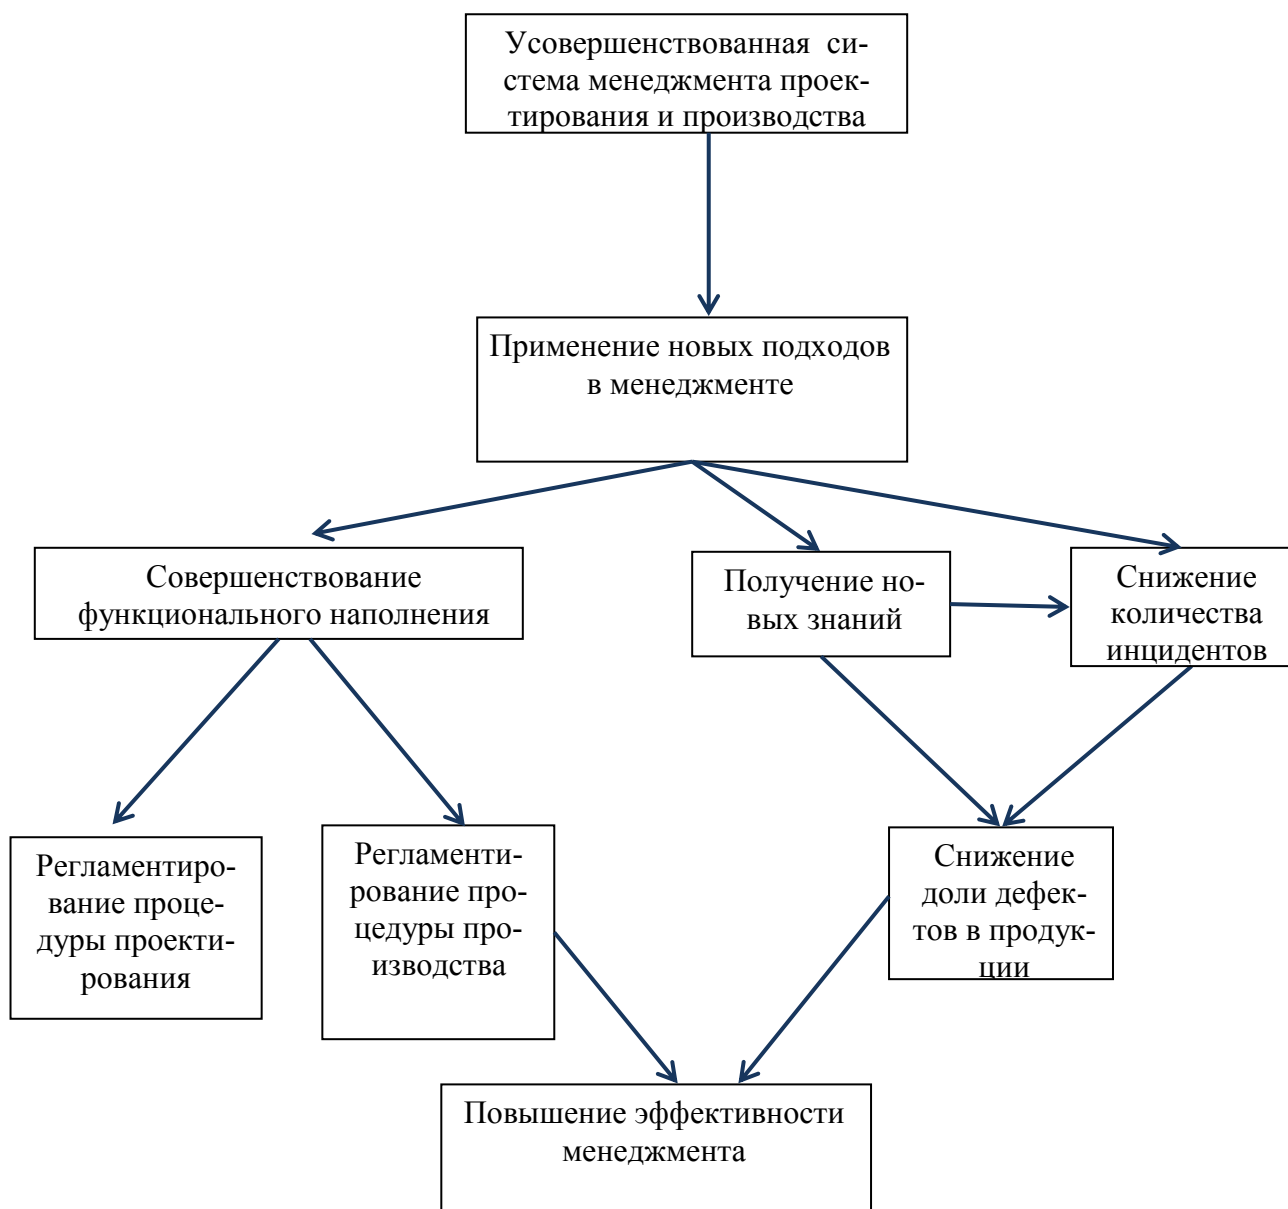 Усовершенствованная си-
стема менеджмента проек-
тирования и производства
Применение новых подходов
в менеджменте
Совершенствование
функционального наполнения
Получение но-
вых знаний
Снижение
количества
инцидентов
Регламентиро-
вание проце-
дуры проекти-
рования
Регламенти-
рование про-
цедуры про-
изводства
Снижение
доли дефек-
тов в продук-
ции
Повышение эффективности
менеджмента